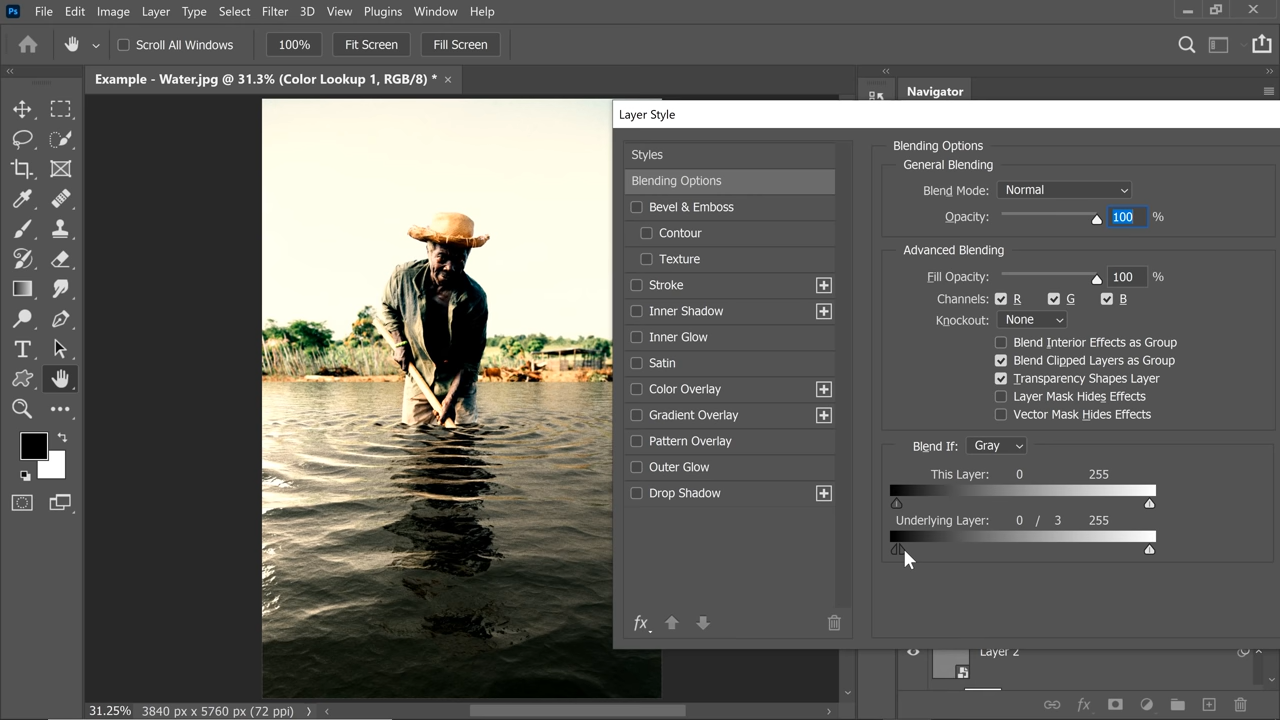 Ps File Edit Image Layer Type Select Filter 3D View Plugins Window Help
Scroll All Windows 100% Fit Screen Fill Screen
Example - Water.jpg @ 31.3% (Color Lookup 1, RGB/8) * ×
Navigator
Layer Style
Styles
Blending Options
Bevel & Emboss
Contour
Texture
Stroke
Inner Shadow
Inner Glow
Satin
Color Overlay
Gradient Overlay
Pattern Overlay
Outer Glow
Drop Shadow
fx
Blending Options
General Blending
Blend Mode: Normal
Opacity: 100 %
Advanced Blending
Fill Opacity: 100 %
Channels: R G B
Knockout: None
Blend Interior Effects as Group
Blend Clipped Layers as Group
Transparency Shapes Layer
Layer Mask Hides Effects
Vector Mask Hides Effects
Blend If: Gray
This Layer: 0 255
Underlying Layer: 0 / 3 255
Layer 2
fx
31.25% 3840 px x 5760 px (72 ppi)